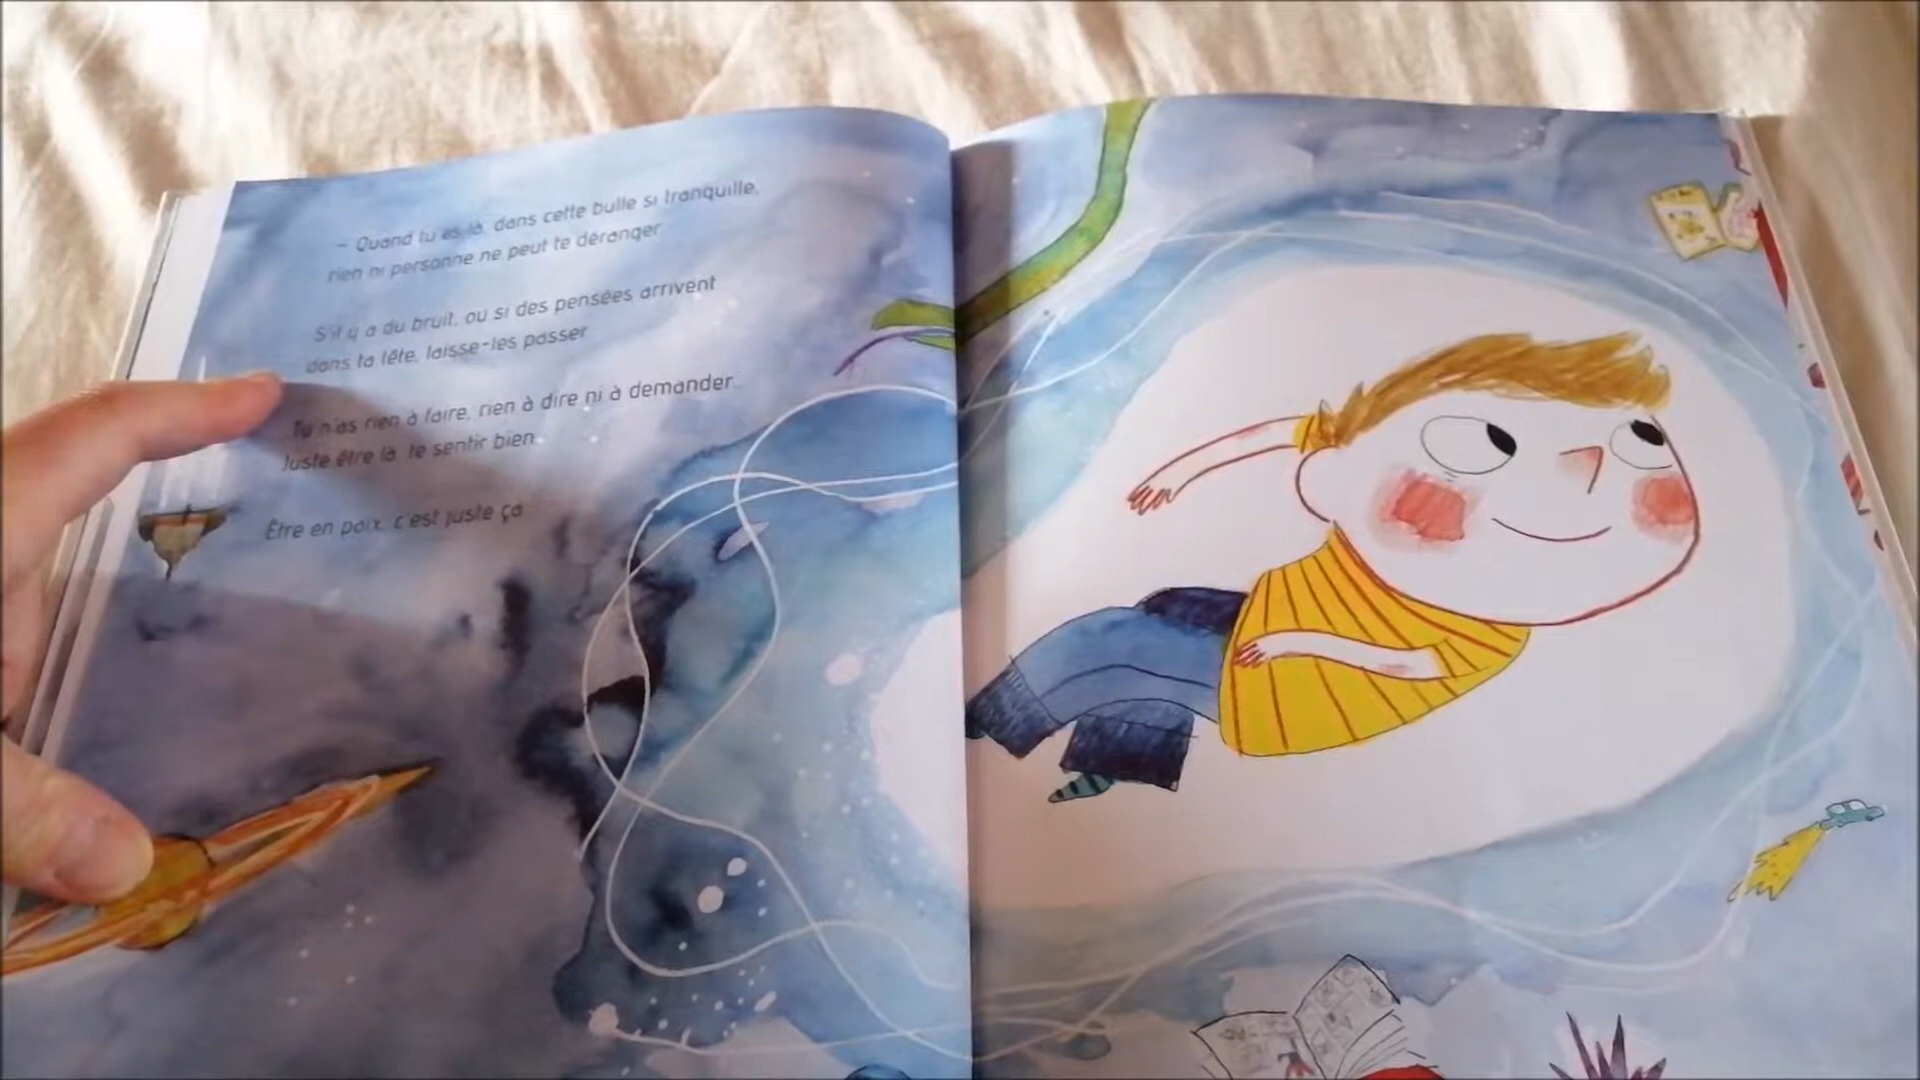 – Quand tu es là, dans cette bulle si tranquille,
rien ni personne ne peut te déranger.
S'il y a du bruit, ou si des pensées arrivent
dans ta tête, laisse-les passer.
Tu n'as rien à faire, rien à dire ni à demander.
Juste être là, te sentir bien.
Être en paix, c'est juste ça.